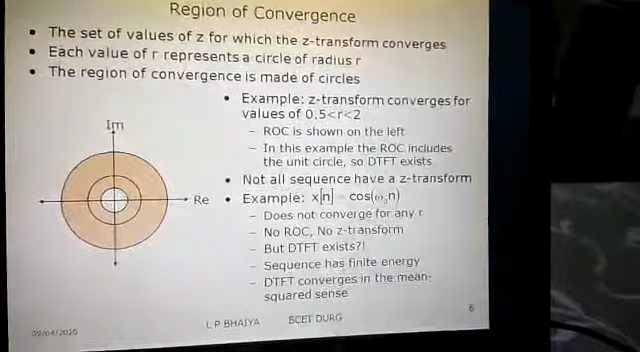 Region of Convergence
• The set of values of z for which the z-transform converges
• Each value of r represents a circle of radius r
• The region of convergence is made of circles
Im
Re
• Example: z-transform converges for
values of 0.5<r<2
– ROC is shown on the left
– In this example the ROC includes
the unit circle, so DTFT exists
• Not all sequence have a z-transform
• Example: x[n] = cos(ω₀n)
– Does not converge for any r
– No ROC, No z-transform
– But DTFT exists?!
– Sequence has finite energy
– DTFT converges in the mean-
squared sense
09/04/2020
L P BHAIYA
BCET DURG
6